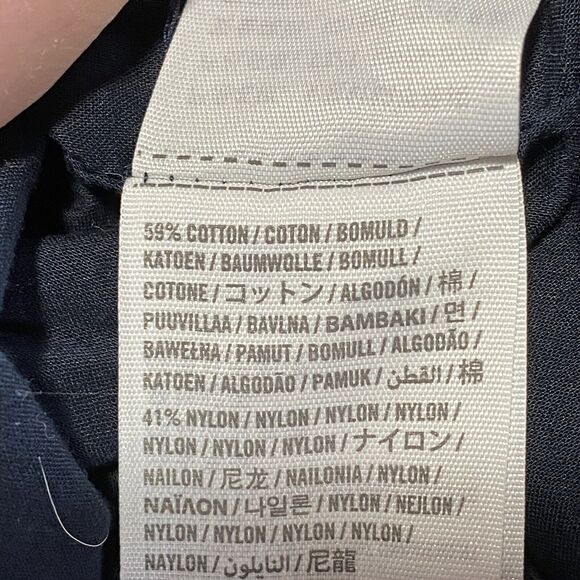 59% COTTON / COTON / BOMULD /
KATOEN / BAUMWOLLE / BOMULL /
COTONE / コットン / ALGODÓN / 棉 /
PUUVILLAA / BAVLNA / BAMBAKI / 면 /
BAWEŁNA / PAMUT / BOMULL / ALGODÃO /
KATOEN / ALGODÃO / PAMUK / القطن / 棉
41% NYLON / NYLON / NYLON / NYLON /
NYLON / NYLON / NYLON / ナイロン /
NAILON / 尼龙 / NAILONIA / NYLON /
ΝΑΪΛΟΝ / 나일론 / NYLON / NEJLON /
NYLON / NYLON / NYLON / NYLON /
NAYLON / النايلون / 尼龍